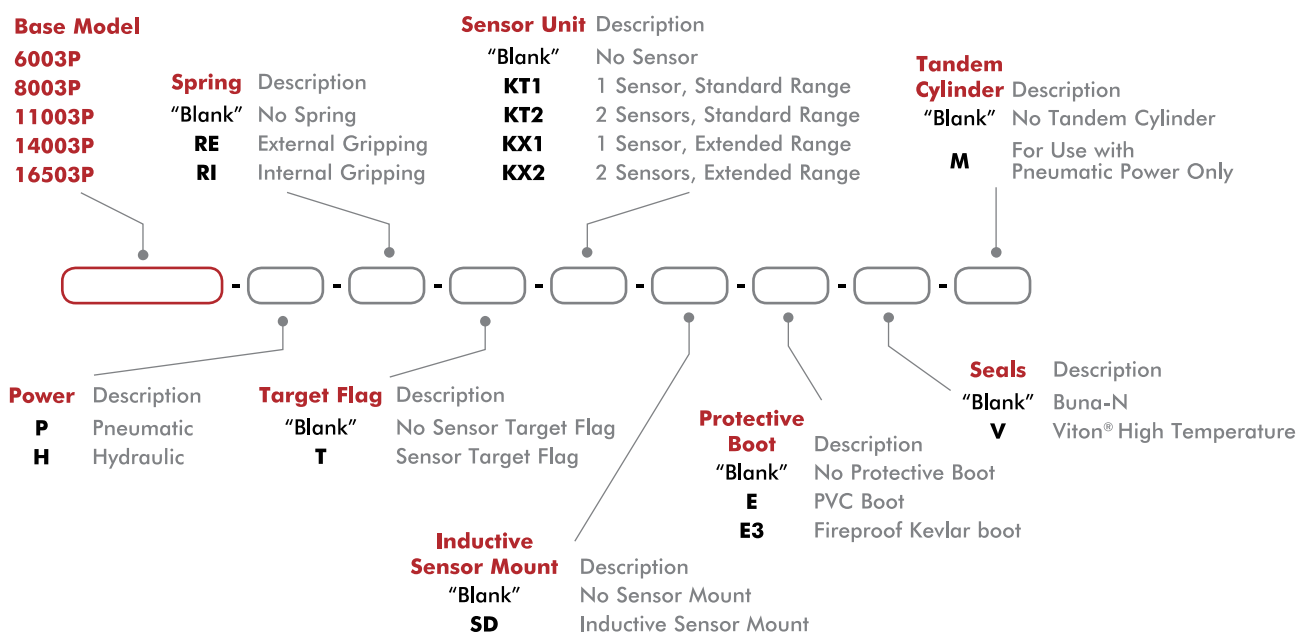 Base Model
6003P
8003P
11003P
14003P
16503P
Spring Description
"Blank" No Spring
RE External Gripping
RI Internal Gripping
Sensor Unit Description
"Blank" No Sensor
KT1 1 Sensor, Standard Range
KT2 2 Sensors, Standard Range
KX1 1 Sensor, Extended Range
KX2 2 Sensors, Extended Range
Tandem
Cylinder Description
"Blank" No Tandem Cylinder
M For Use with
Pneumatic Power Only
- - - - - - - -
Power Description
P Pneumatic
H Hydraulic
Target Flag Description
"Blank" No Sensor Target Flag
T Sensor Target Flag
Inductive
Sensor Mount Description
"Blank" No Sensor Mount
SD Inductive Sensor Mount
Protective
Boot Description
"Blank" No Protective Boot
E PVC Boot
E3 Fireproof Kevlar boot
Seals Description
"Blank" Buna-N
V Viton® High Temperature